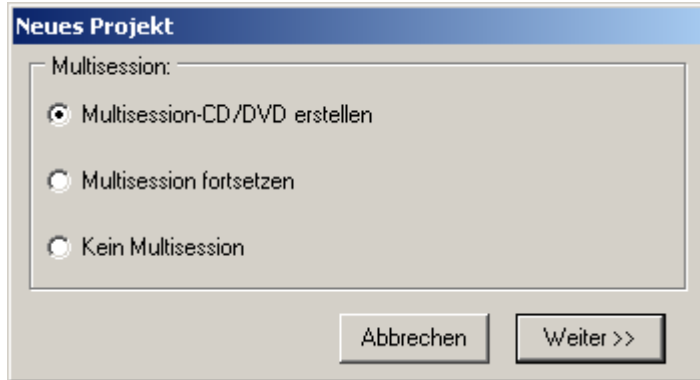 Neues Projekt
Multisession:
Multisession-CD/DVD erstellen
Multisession fortsetzen
Kein Multisession
Abbrechen
Weiter >>